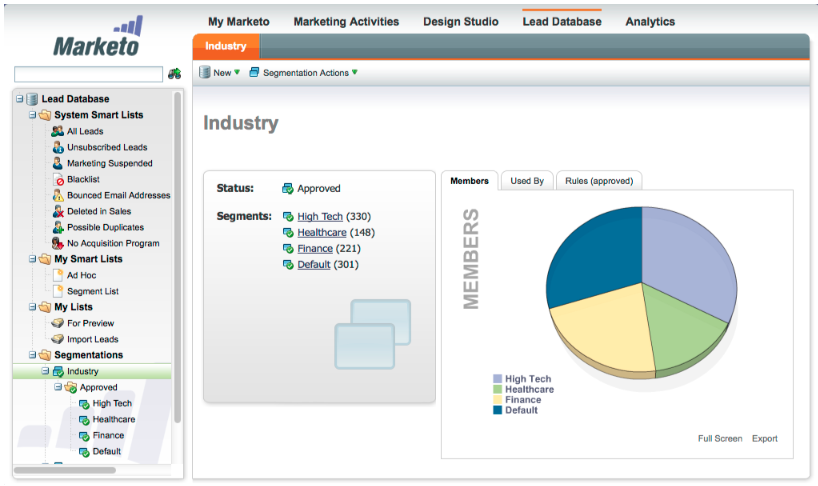 My Marketo Marketing Activities Design Studio Lead Database Analytics
Marketo
Industry
New Segmentation Actions
Lead Database
System Smart Lists
All Leads
Unsubscribed Leads
Marketing Suspended
Blacklist
Bounced Email Addresses
Deleted in Sales
Possible Duplicates
No Acquisition Program
My Smart Lists
Ad Hoc
Segment List
My Lists
For Preview
Import Leads
Segmentations
Industry
Approved
High Tech
Healthcare
Finance
Default
Industry
Status: Approved
Segments: High Tech (330)
Healthcare (148)
Finance (221)
Default (301)
Members Used By Rules (approved)
MEMBERS
High Tech
Healthcare
Finance
Default
Full Screen Export